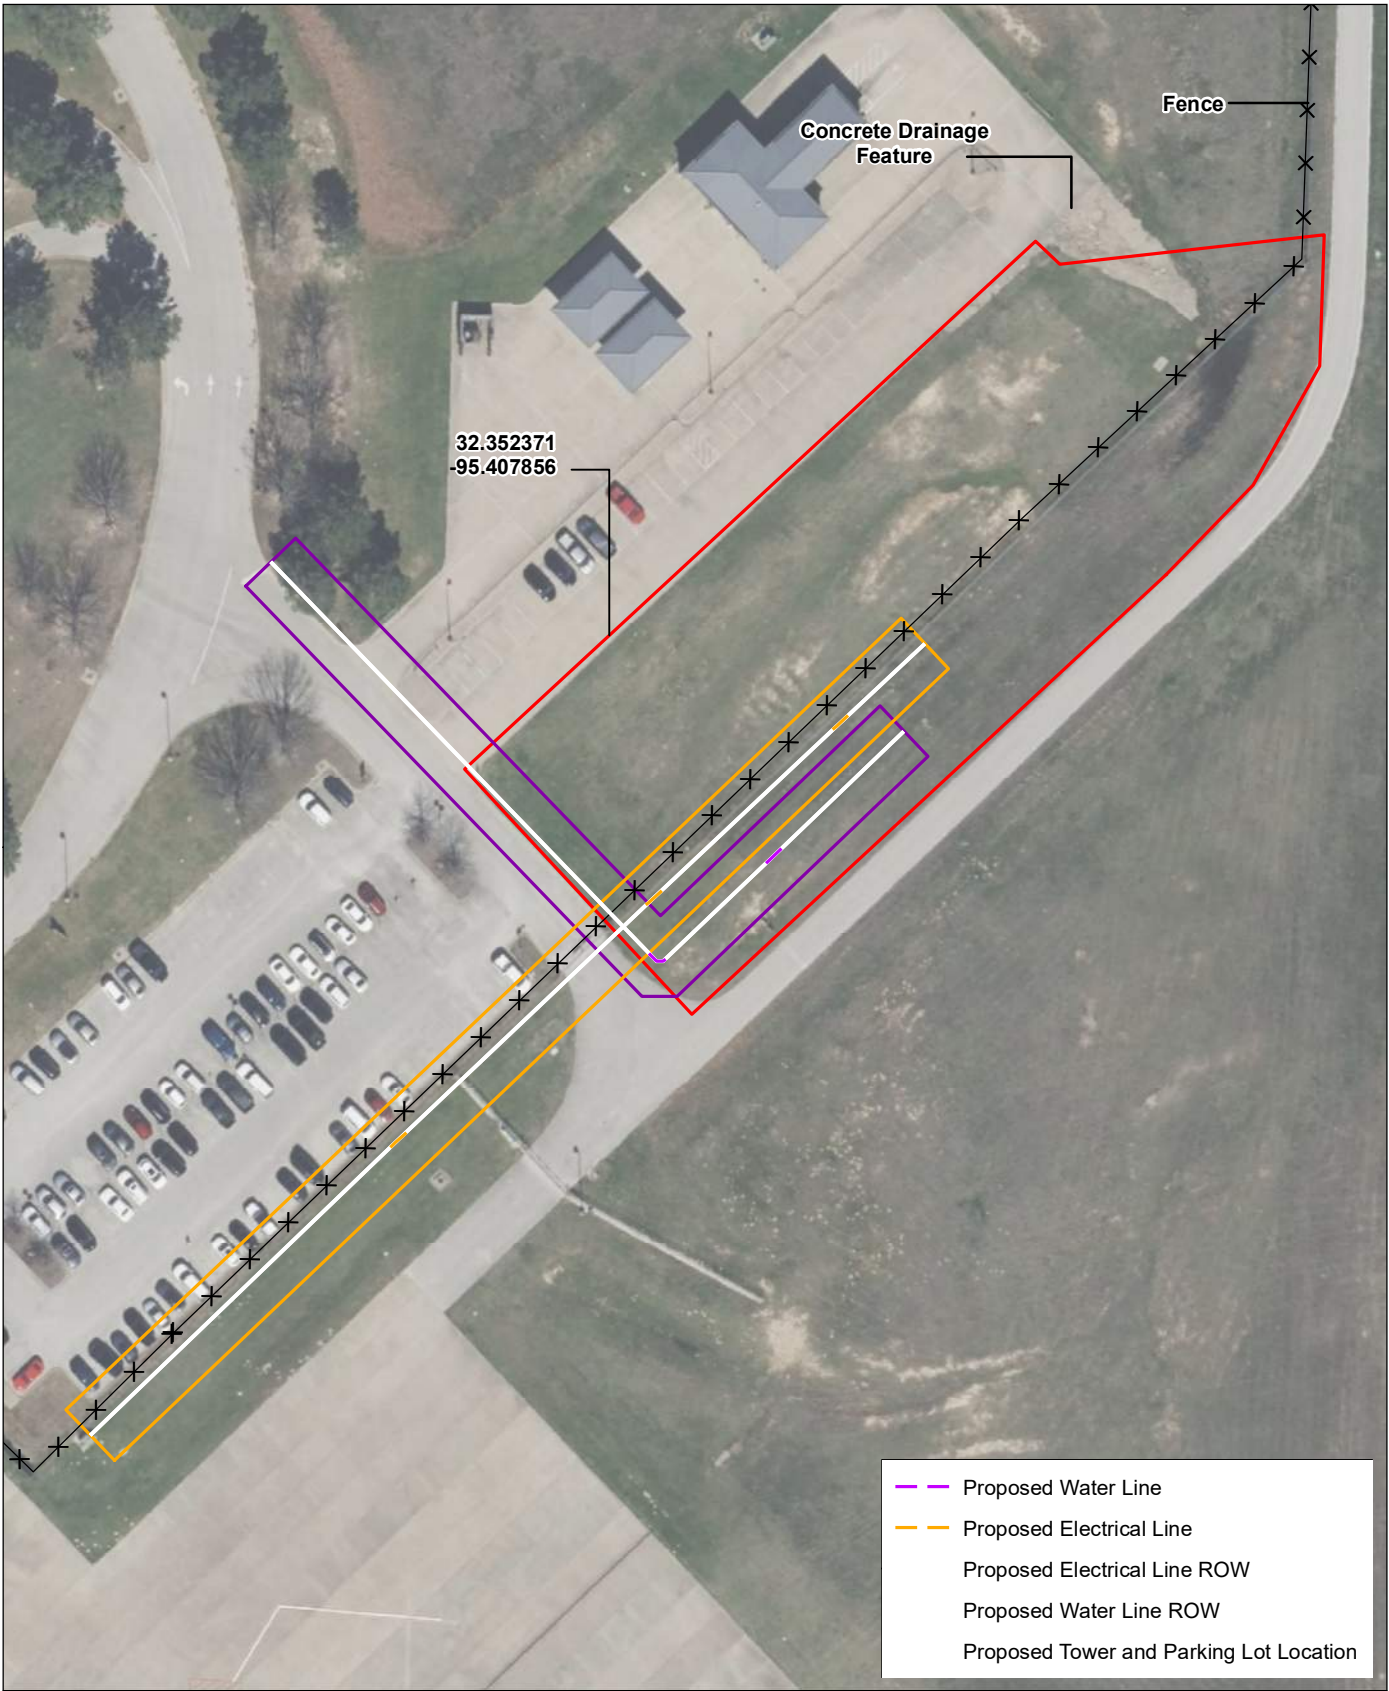 Fence
Concrete Drainage
Feature
32.352371
-95.407856
Proposed Water Line
Proposed Electrical Line
Proposed Electrical Line ROW
Proposed Water Line ROW
Proposed Tower and Parking Lot Location